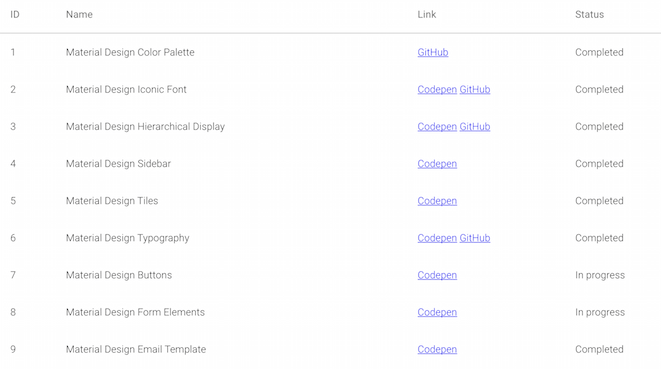 ID Name Link Status
1 Material Design Color Palette GitHub Completed
2 Material Design Iconic Font Codepen GitHub Completed
3 Material Design Hierarchical Display Codepen GitHub Completed
4 Material Design Sidebar Codepen Completed
5 Material Design Tiles Codepen Completed
6 Material Design Typography Codepen GitHub Completed
7 Material Design Buttons Codepen In progress
8 Material Design Form Elements Codepen In progress
9 Material Design Email Template Codepen Completed